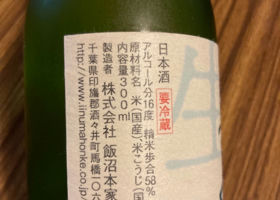 日本酒 要冷蔵
アルコール分16度 精米歩合58%
原材料名 米(国産)、米こうじ(国
内容量300ml
製造者 株式会社 飯沼本家
千葉県印旛郡酒々井町馬橋一〇六
http://www.iinumahonke.co.jp
生